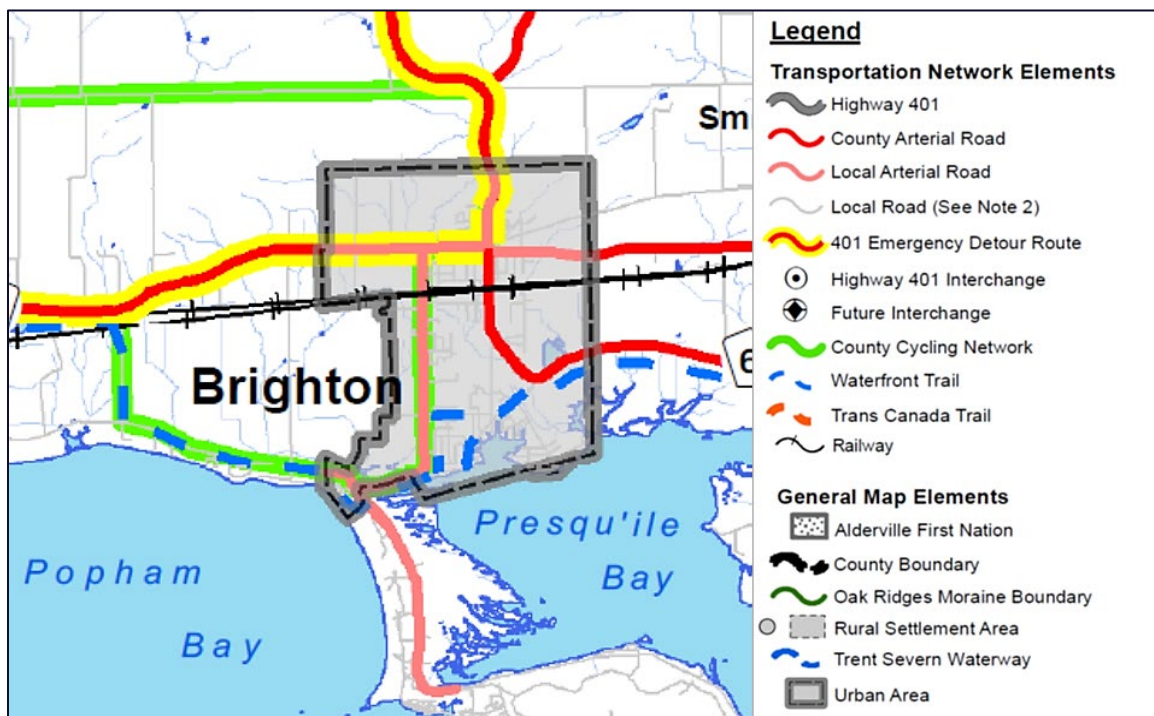 Sm
Brighton
6
Popham
Bay
Presqu'ile
Bay
Legend
Transportation Network Elements
Highway 401
County Arterial Road
Local Arterial Road
Local Road (See Note 2)
401 Emergency Detour Route
Highway 401 Interchange
Future Interchange
County Cycling Network
Waterfront Trail
Trans Canada Trail
Railway
General Map Elements
Alderville First Nation
County Boundary
Oak Ridges Moraine Boundary
Rural Settlement Area
Trent Severn Waterway
Urban Area